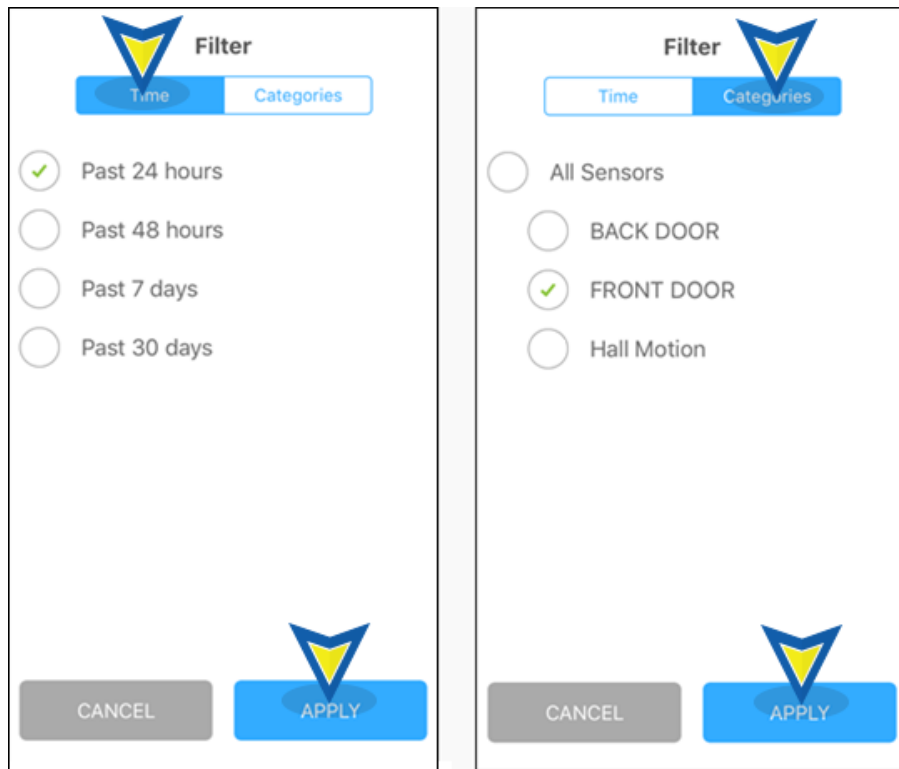 Filter
Time Categories
Past 24 hours
Past 48 hours
Past 7 days
Past 30 days
CANCEL APPLY
Filter
Time Categories
All Sensors
BACK DOOR
FRONT DOOR
Hall Motion
CANCEL APPLY